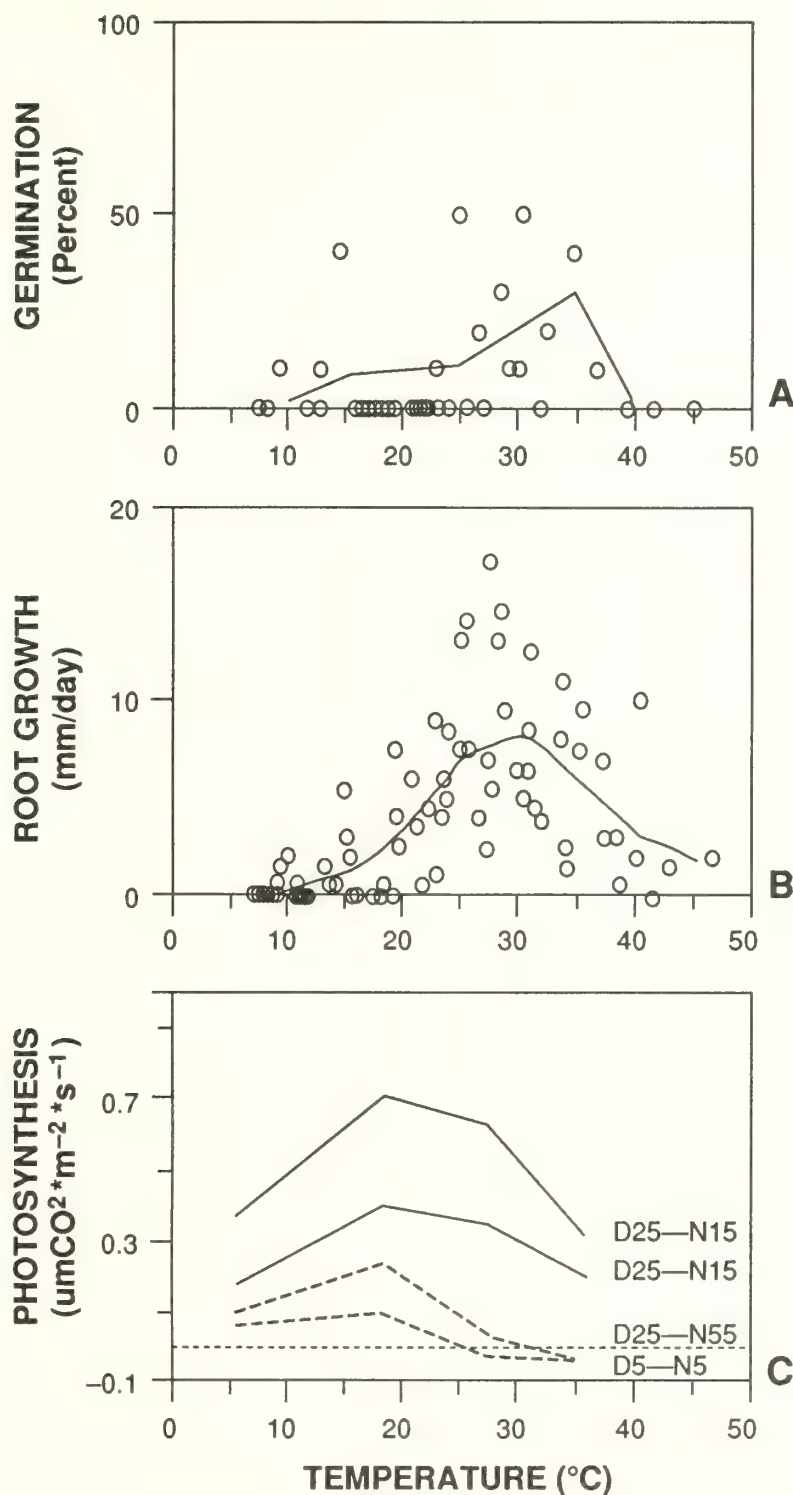 GERMINATION
(Percent)
100
50
0
0 10 20 30 40 50
A
ROOT GROWTH
(mm/day)
20
10
0
0 10 20 30 40 50
B
PHOTOSYNTHESIS
(umCO²*m⁻²*s⁻¹)
0.7
0.3
−0.1
D25—N15
D25—N15
D25—N55
D5—N5
C
0 10 20 30 40 50
TEMPERATURE (°C)